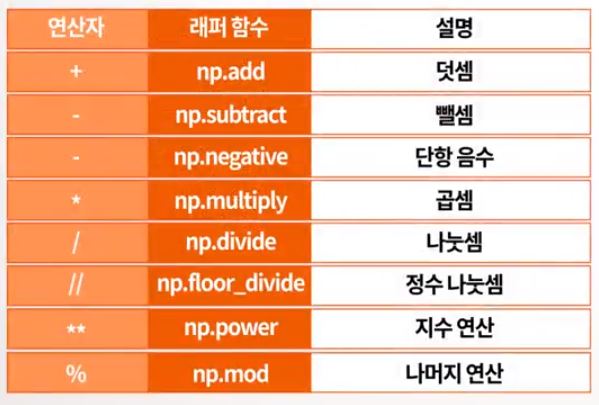 연산자 래퍼 함수 설명
+ np.add 덧셈
- np.subtract 뺄셈
- np.negative 단항 음수
* np.multiply 곱셈
/ np.divide 나눗셈
// np.floor_divide 정수 나눗셈
** np.power 지수 연산
% np.mod 나머지 연산